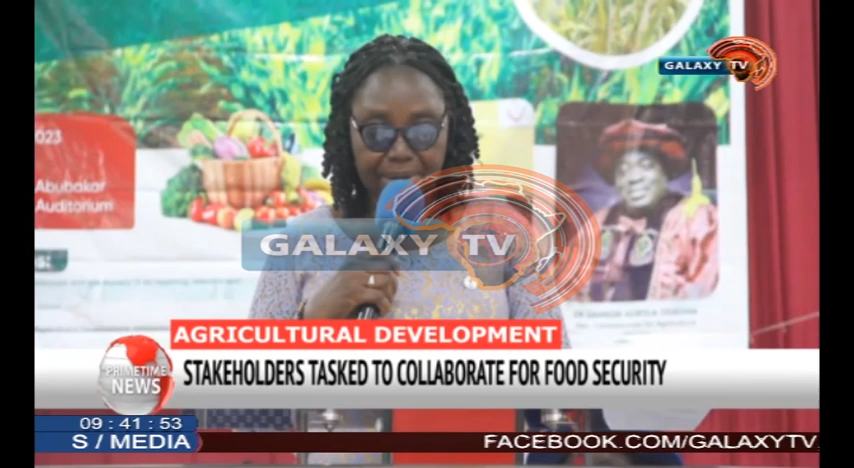 GALAXY TV
023
Abubakar
Auditorium
GALAXY TV
AGRICULTURAL DEVELOPMENT
PRIMETIME
NEWS
STAKEHOLDERS TASKED TO COLLABORATE FOR FOOD SECURITY
09:41:53
S / MEDIA
FACEBOOK.COM/GALAXYTV